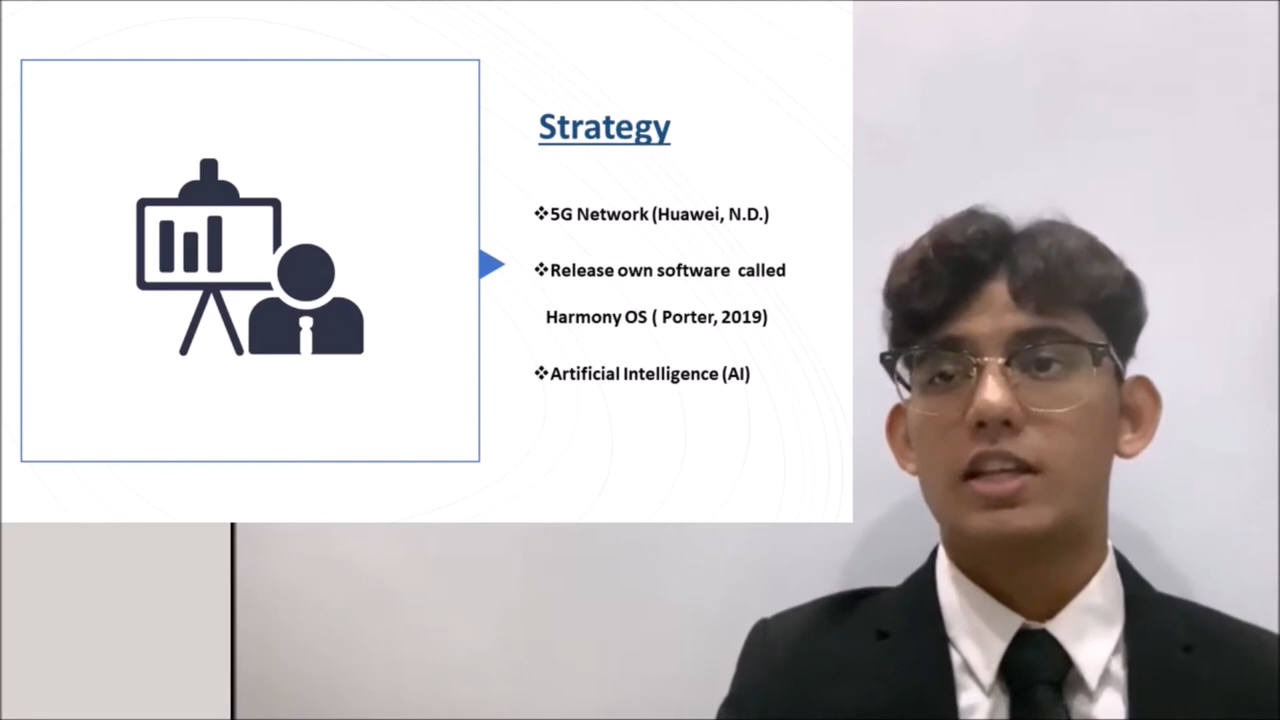 Strategy
❖5G Network (Huawei, N.D.)
❖Release own software called
Harmony OS ( Porter, 2019)
❖Artificial Intelligence (AI)